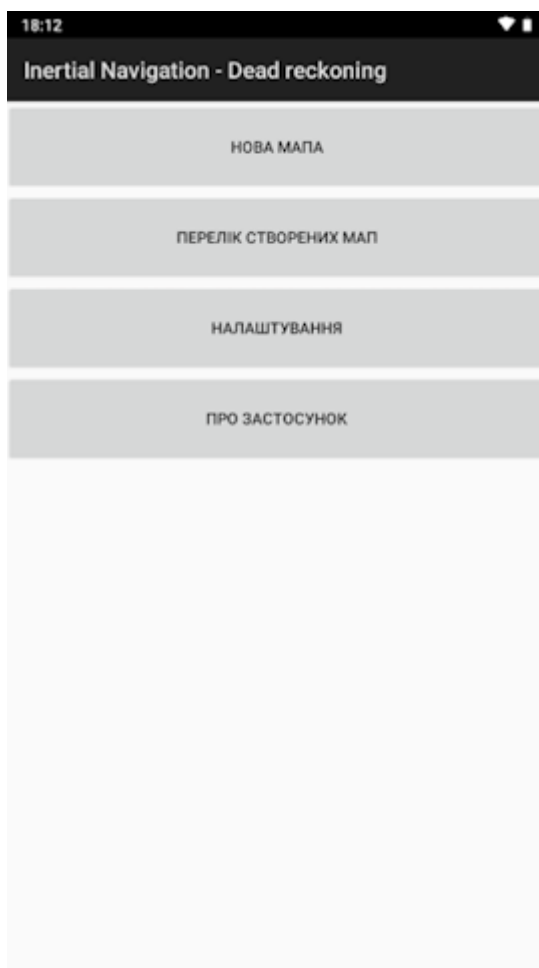 18:12
Inertial Navigation - Dead reckoning
НОВА МАПА
ПЕРЕЛІК СТВОРЕНИХ МАП
НАЛАШТУВАННЯ
ПРО ЗАСТОСУНОК